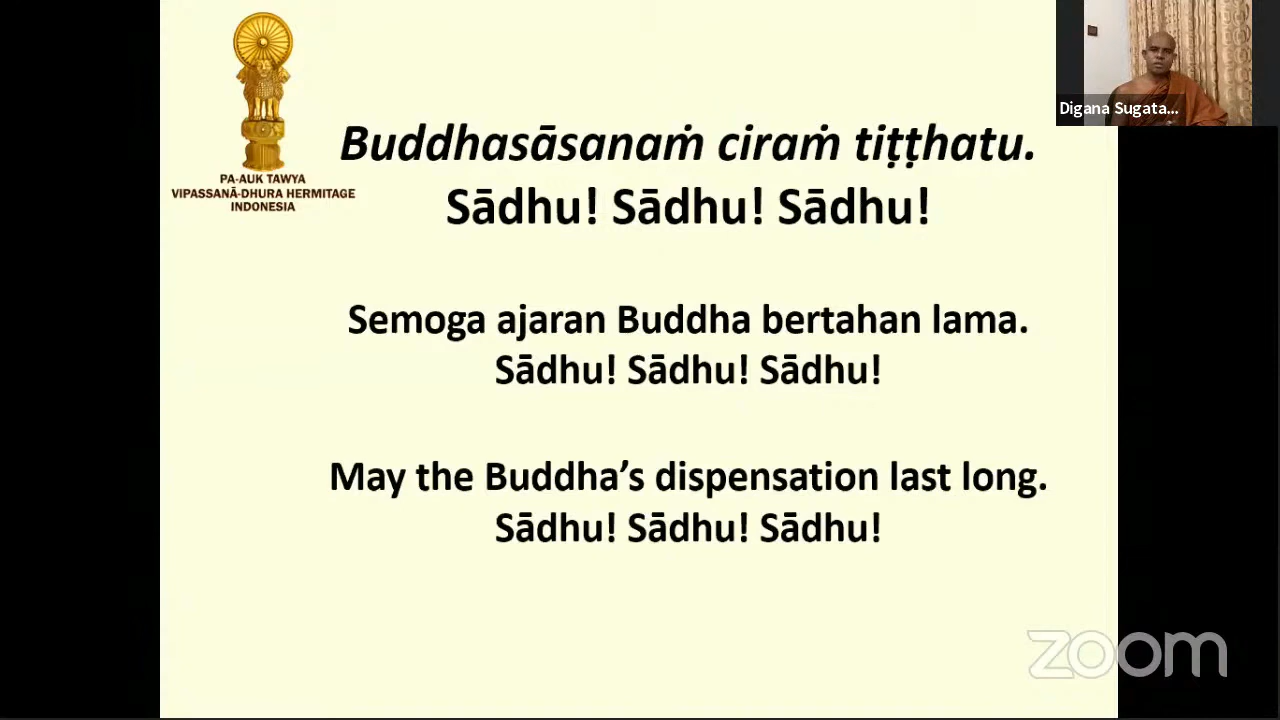 PA-AUK TAWYA
VIPASSANĀ-DHURA HERMITAGE
INDONESIA
Digana Sugata...
Buddhasāsanaṁ ciraṁ tiṭṭhatu.
Sādhu! Sādhu! Sādhu!
Semoga ajaran Buddha bertahan lama.
Sādhu! Sādhu! Sādhu!
May the Buddha’s dispensation last long.
Sādhu! Sādhu! Sādhu!
zoom